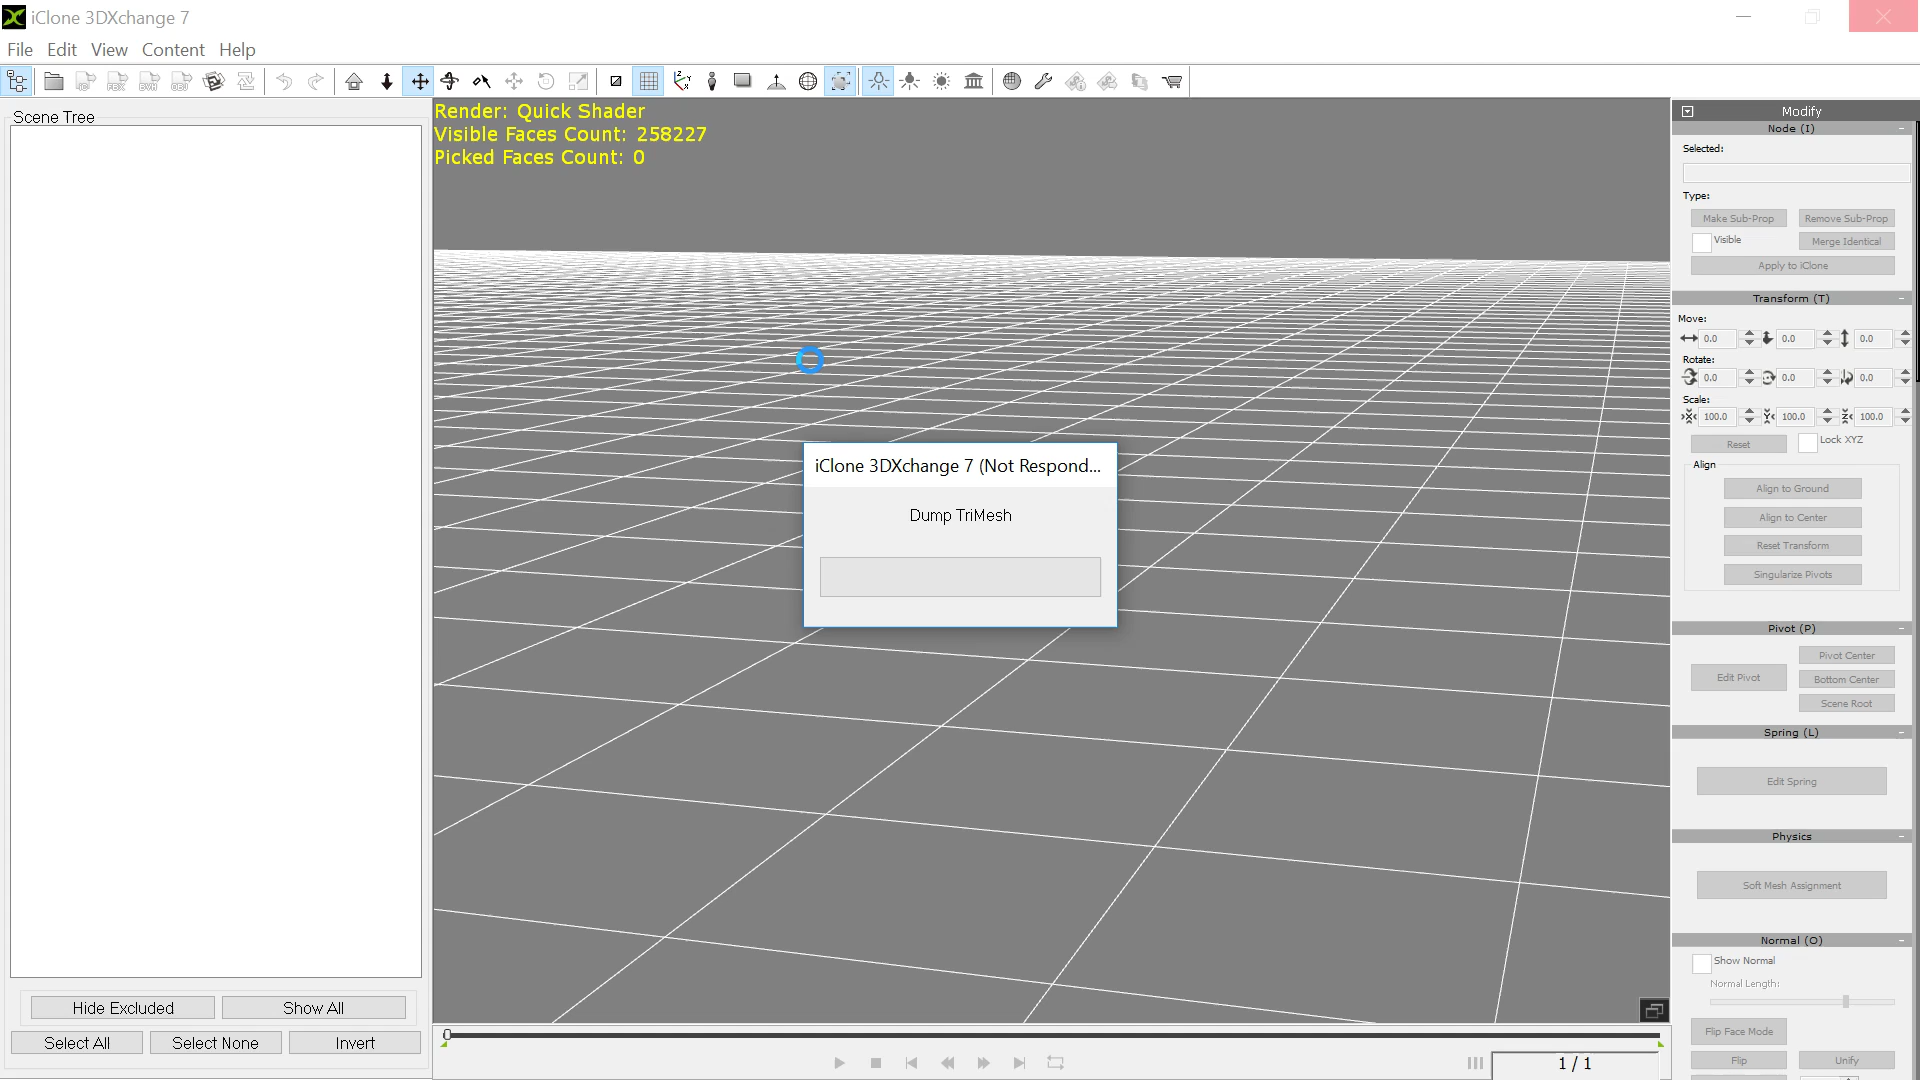 iClone 3DXchange 7
File Edit View Content Help
Scene Tree
Render: Quick Shader
Visible Faces Count: 258227
Picked Faces Count: 0
iClone 3DXchange 7 (Not Respond...
Dump TriMesh
Hide Excluded Show All
Select All Select None Invert
1 / 1
Modify
Node (I)
Selected:
Type:
Make Sub-Prop Remove Sub-Prop
Visible Merge Identical
Apply to iClone
Transform (T)
Move:
0.0 0.0 0.0
Rotate:
0.0 0.0 0.0
Scale:
100.0 100.0 100.0
Reset Lock XYZ
Align
Align to Ground
Align to Center
Reset Transform
Singularize Pivots
Pivot (P)
Pivot Center
Edit Pivot
Bottom Center
Scene Root
Spring (L)
Edit Spring
Physics
Soft Mesh Assignment
Normal (O)
Show Normal
Normal Length:
Flip Face Mode
Flip Unify